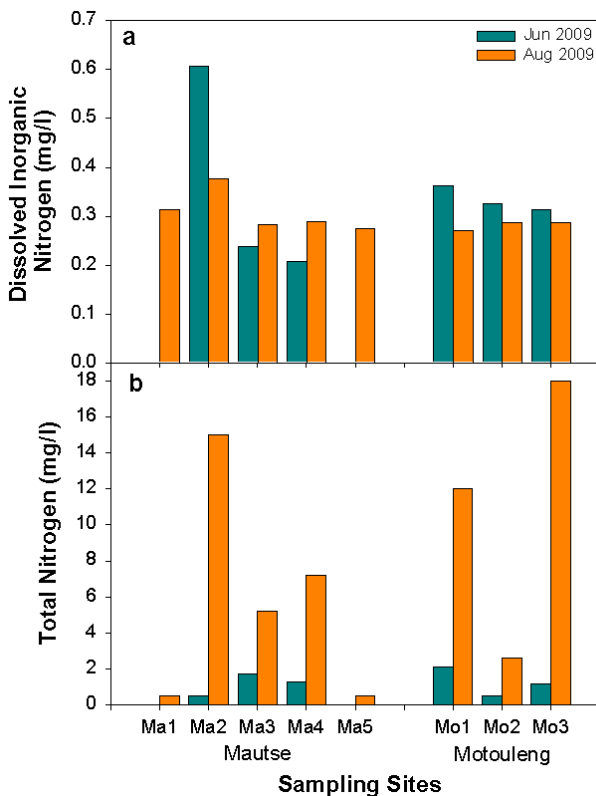 a
Jun 2009
Aug 2009
Dissolved Inorganic
Nitrogen (mg/l)
0.7
0.6
0.5
0.4
0.3
0.2
0.1
0.0
b
Total Nitrogen (mg/l)
18
16
14
12
10
8
6
4
2
0
Ma1 Ma2 Ma3 Ma4 Ma5 Mo1 Mo2 Mo3
Mautse Motouleng
Sampling Sites